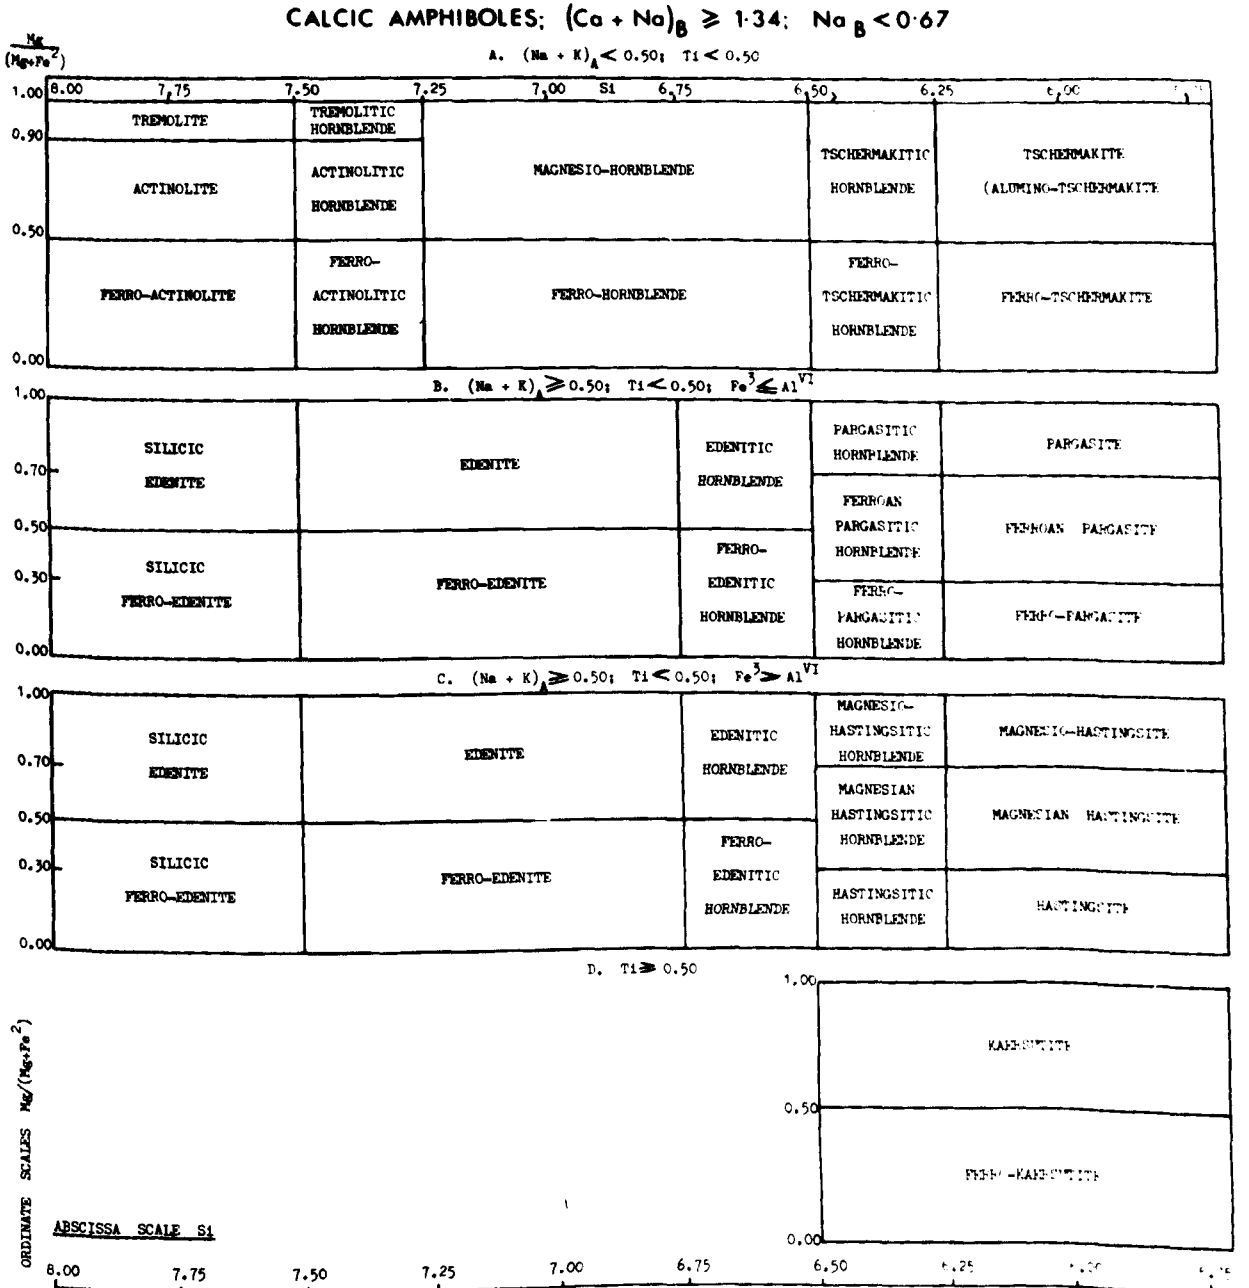 CALCIC AMPHIBOLES; (Ca + Na)B ⩾ 1·34; NaB < 0·67
Mg
(Mg+Fe2)
A. (Na + K)A < 0.50; Ti < 0.50
8.00 7.75 7.50 7.25 7.00 Si 6.75 6.50 6.25 6.00
1.00
0.90
0.50
0.00
TREMOLITE
TREMOLITIC
HORNBLENDE
ACTINOLITE
ACTINOLITIC
HORNBLENDE
MAGNESIO-HORNBLENDE
TSCHERMAKITIC
HORNBLENDE
TSCHERMAKITE
(ALUMINO-TSCHERMAKITE
FERRO-ACTINOLITE
FERRO-
ACTINOLITIC
HORNBLENDE
FERRO-HORNBLENDE
FERRO-
TSCHERMAKITIC
HORNBLENDE
FERRO-TSCHERMAKITE
B. (Na + K)A ⩾ 0.50; Ti < 0.50; Fe3 ⩽ AlVI
1.00
0.70
0.50
0.30
0.00
SILICIC
EDENITE
EDENITE
EDENITIC
HORNBLENDE
PARGASITIC
HORNBLENDE
PARGASITE
FERROAN
PARGASITIC
HORNBLENDE
FERROAN PARGASITE
SILICIC
FERRO-EDENITE
FERRO-EDENITE
FERRO-
EDENITIC
HORNBLENDE
FERRO-
PARGASITIC
HORNBLENDE
FERRO-PARGASITE
C. (Na + K)A ⩾ 0.50; Ti < 0.50; Fe3 > AlVI
1.00
0.70
0.50
0.30
0.00
SILICIC
EDENITE
EDENITE
EDENITIC
HORNBLENDE
MAGNESIO-
HASTINGSITIC
HORNBLENDE
MAGNESIO-HASTINGSITE
MAGNESIAN
HASTINGSITIC
HORNBLENDE
MAGNESIAN HASTINGSITE
SILICIC
FERRO-EDENITE
FERRO-EDENITE
FERRO-
EDENITIC
HORNBLENDE
HASTINGSITIC
HORNBLENDE
HASTINGSITE
D. Ti ⩾ 0.50
1.00
0.50
0.00
KAERSUTITE
FERRO-KAERSUTITE
ORDINATE SCALES Mg/(Mg+Fe2)
ABSCISSA SCALE Si
8.00 7.75 7.50 7.25 7.00 6.75 6.50 6.25